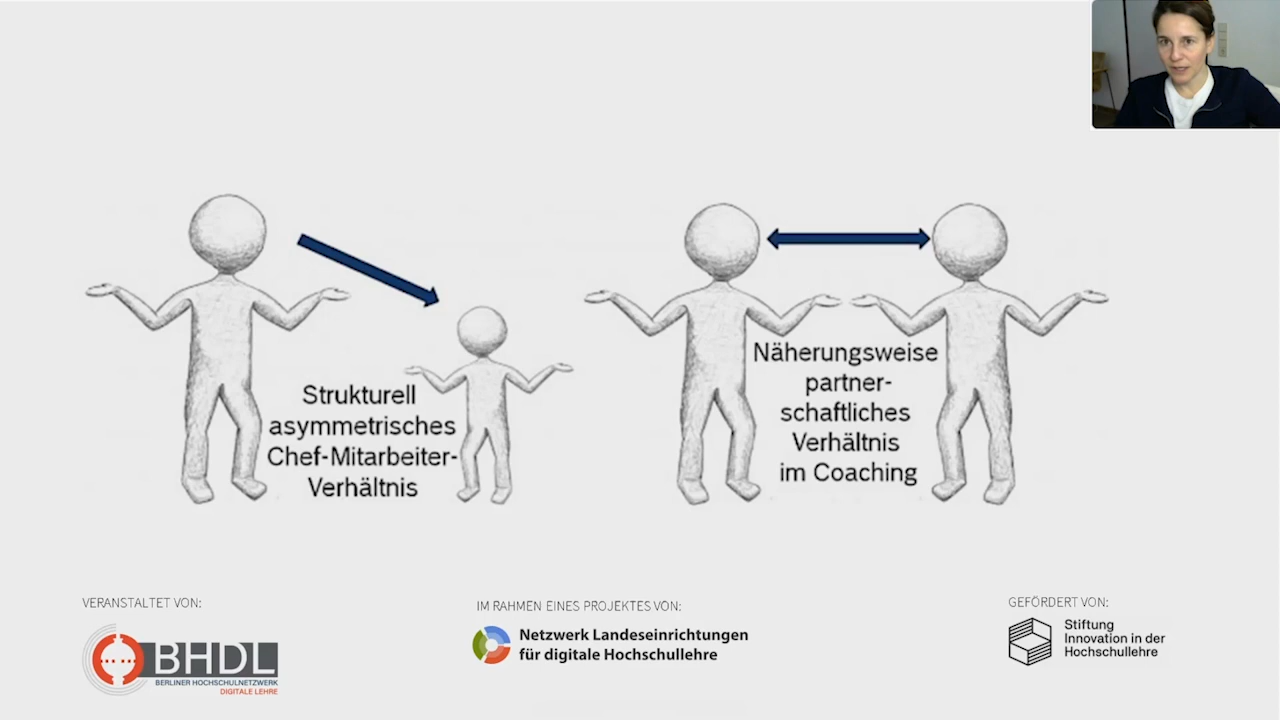 Strukturell
asymmetrisches
Chef-Mitarbeiter-
Verhältnis
Näherungsweise
partner-
schaftliches
Verhältnis
im Coaching
VERANSTALTET VON:
BHDL
BERLINER HOCHSCHULNETZWERK
DIGITALE LEHRE
IM RAHMEN EINES PROJEKTES VON:
Netzwerk Landeseinrichtungen
für digitale Hochschullehre
GEFÖRDERT VON:
Stiftung
Innovation in der
Hochschullehre